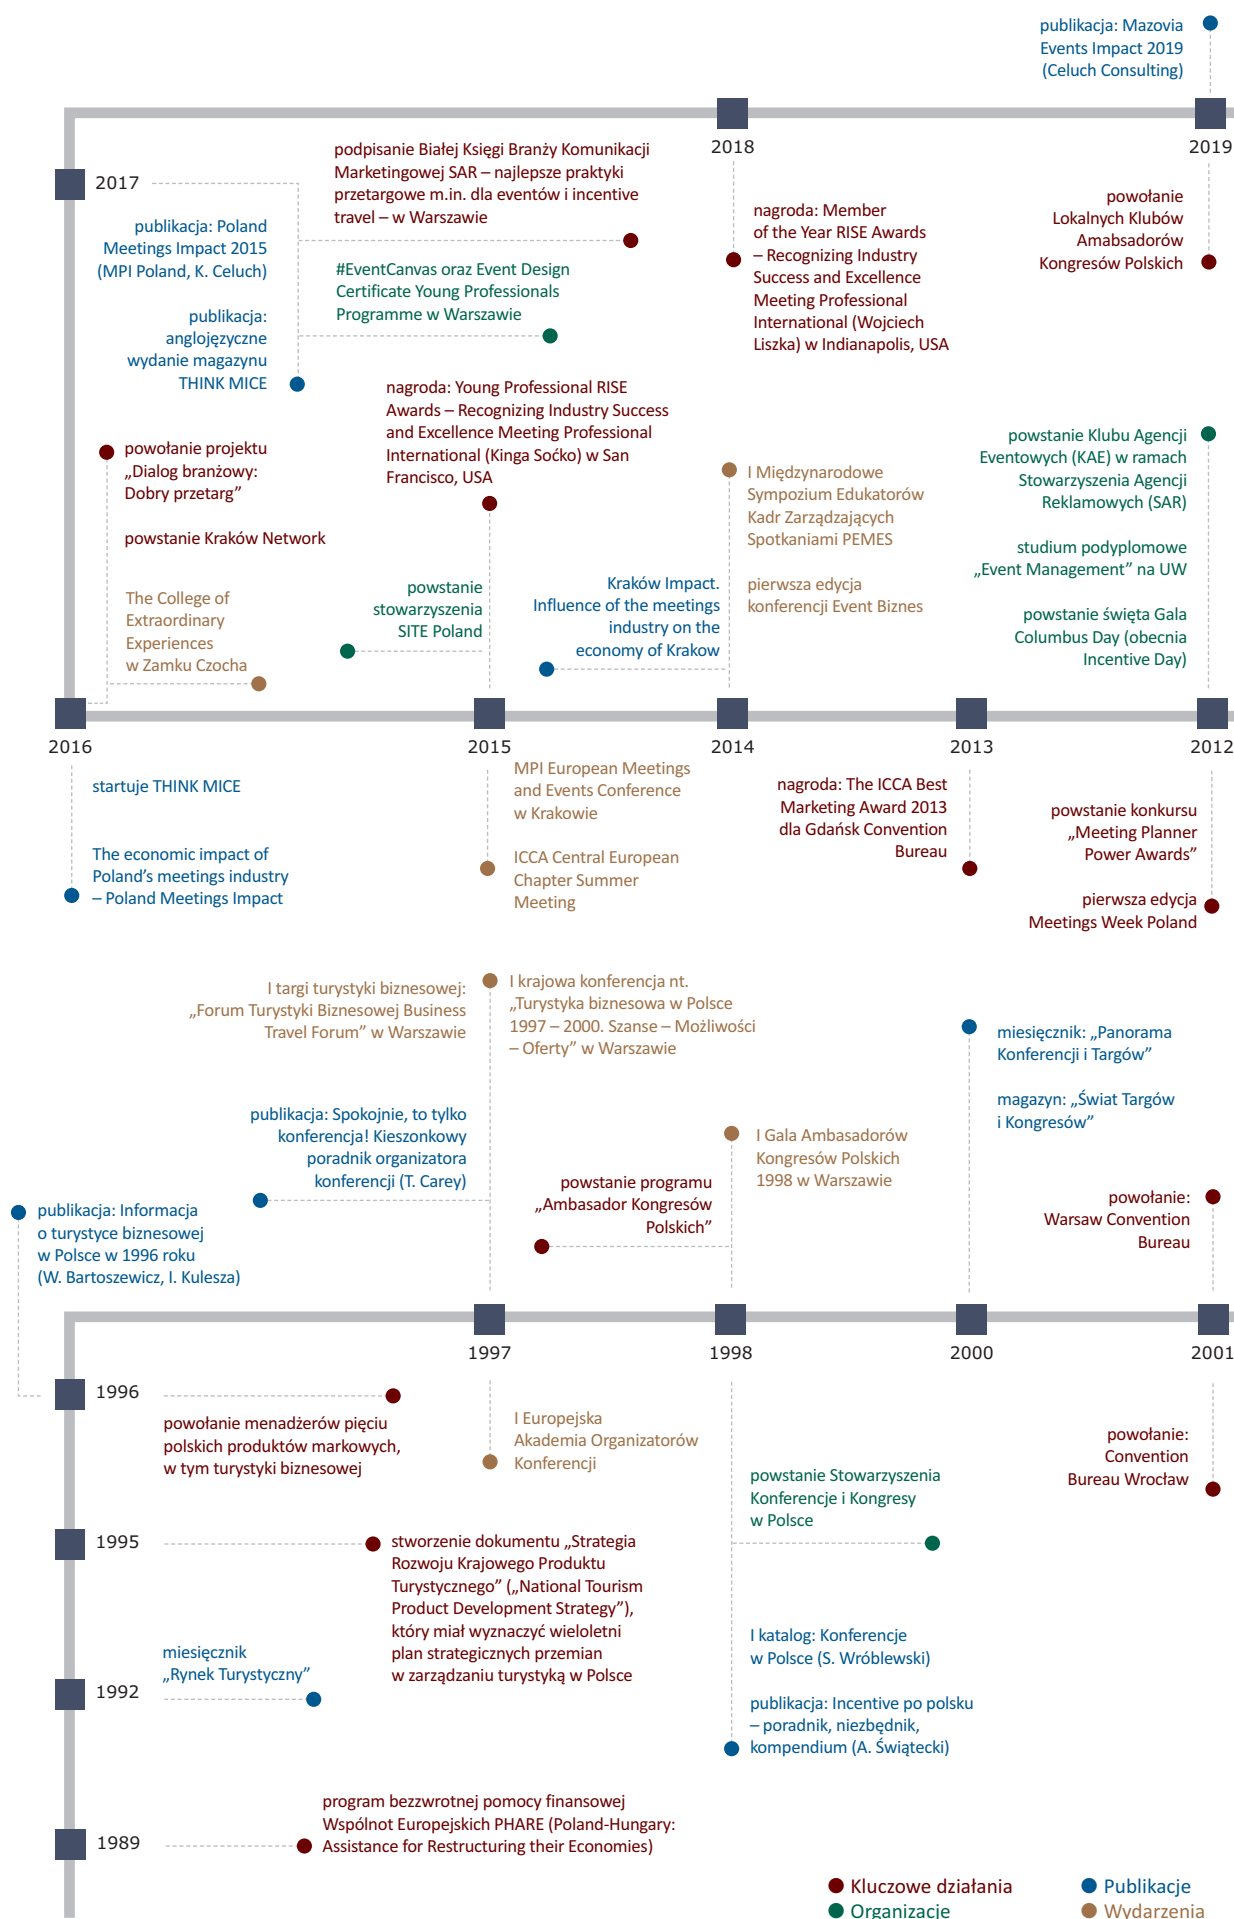 publikacja: Mazovia
Events Impact 2019
(Celuch Consulting)
2018
2019
2017
podpisanie Białej Księgi Branży Komunikacji
Marketingowej SAR – najlepsze praktyki
przetargowe m.in. dla eventów i incentive
travel – w Warszawie
publikacja: Poland
Meetings Impact 2015
(MPI Poland, K. Celuch)
#EventCanvas oraz Event Design
Certificate Young Professionals
Programme w Warszawie
publikacja:
anglojęzyczne
wydanie magazynu
THINK MICE
nagroda: Member
of the Year RISE Awards
– Recognizing Industry
Success and Excellence
Meeting Professional
International (Wojciech
Liszka) w Indianapolis, USA
powołanie
Lokalnych Klubów
Amabsadorów
Kongresów Polskich
nagroda: Young Professional RISE
Awards – Recognizing Industry Success
and Excellence Meeting Professional
International (Kinga Soćko) w San
Francisco, USA
powołanie projektu
„Dialog branżowy:
Dobry przetarg”
powstanie Kraków Network
The College of
Extraordinary
Experiences
w Zamku Czocha
powstanie
stowarzyszenia
SITE Poland
Kraków Impact.
Influence of the meetings
industry on the
economy of Krakow
I Międzynarodowe
Sympozium Edukatorów
Kadr Zarządzających
Spotkaniami PEMES
pierwsza edycja
konferencji Event Biznes
powstanie Klubu Agencji
Eventowych (KAE) w ramach
Stowarzyszenia Agencji
Reklamowych (SAR)
studium podyplomowe
„Event Management” na UW
powstanie święta Gala
Columbus Day (obecnia
Incentive Day)
2016
2015
2014
2013
2012
startuje THINK MICE
The economic impact of
Poland’s meetings industry
– Poland Meetings Impact
MPI European Meetings
and Events Conference
w Krakowie
ICCA Central European
Chapter Summer
Meeting
nagroda: The ICCA Best
Marketing Award 2013
dla Gdańsk Convention
Bureau
powstanie konkursu
„Meeting Planner
Power Awards”
pierwsza edycja
Meetings Week Poland
I targi turystyki biznesowej:
„Forum Turystyki Biznesowej Business
Travel Forum” w Warszawie
I krajowa konferencja nt.
„Turystyka biznesowa w Polsce
1997 – 2000. Szanse – Możliwości
– Oferty” w Warszawie
miesięcznik: „Panorama
Konferencji i Targów”
magazyn: „Świat Targów
i Kongresów”
publikacja: Spokojnie, to tylko
konferencja! Kieszonkowy
poradnik organizatora
konferencji (T. Carey)
I Gala Ambasadorów
Kongresów Polskich
1998 w Warszawie
powstanie programu
„Ambasador Kongresów
Polskich”
powołanie:
Warsaw Convention
Bureau
publikacja: Informacja
o turystyce biznesowej
w Polsce w 1996 roku
(W. Bartoszewicz, I. Kulesza)
1997
1998
2000
2001
1996
powołanie menadżerów pięciu
polskich produktów markowych,
w tym turystyki biznesowej
I Europejska
Akademia Organizatorów
Konferencji
powołanie:
Convention
Bureau Wrocław
powstanie Stowarzyszenia
Konferencje i Kongresy
w Polsce
1995
stworzenie dokumentu „Strategia
Rozwoju Krajowego Produktu
Turystycznego” („National Tourism
Product Development Strategy”),
który miał wyznaczyć wieloletni
plan strategicznych przemian
w zarządzaniu turystyką w Polsce
I katalog: Konferencje
w Polsce (S. Wróblewski)
publikacja: Incentive po polsku
– poradnik, niezbędnik,
kompendium (A. Świątecki)
miesięcznik
„Rynek Turystyczny”
1992
program bezzwrotnej pomocy finansowej
Wspólnot Europejskich PHARE (Poland-Hungary:
Assistance for Restructuring their Economies)
1989
Kluczowe działania
Publikacje
Organizacje
Wydarzenia